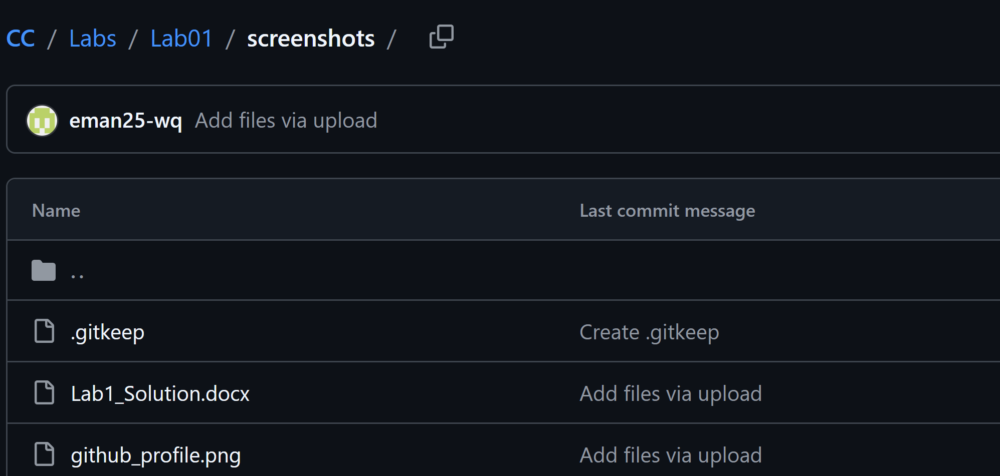 CC / Labs / Lab01 / screenshots /
eman25-wq Add files via upload
Name Last commit message
..
.gitkeep Create .gitkeep
Lab1_Solution.docx Add files via upload
github_profile.png Add files via upload